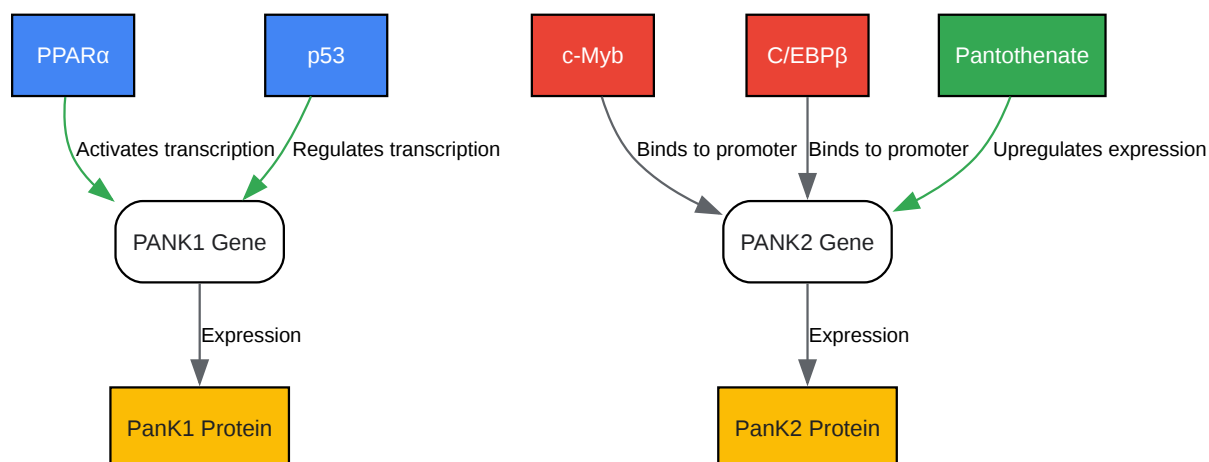 PPARα
p53
c-Myb
C/EBPβ
Pantothenate
Activates transcription
Regulates transcription
Binds to promoter
Binds to promoter
Upregulates expression
PANK1 Gene
PANK2 Gene
Expression
Expression
PanK1 Protein
PanK2 Protein